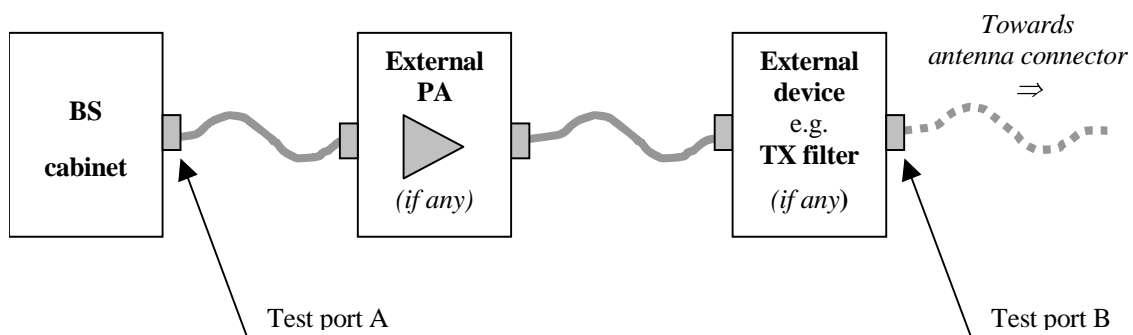 BS
cabinet
External
PA
(if any)
External
device
e.g.
TX filter
(if any)
Towards
antenna connector
⇒
Test port A
Test port B